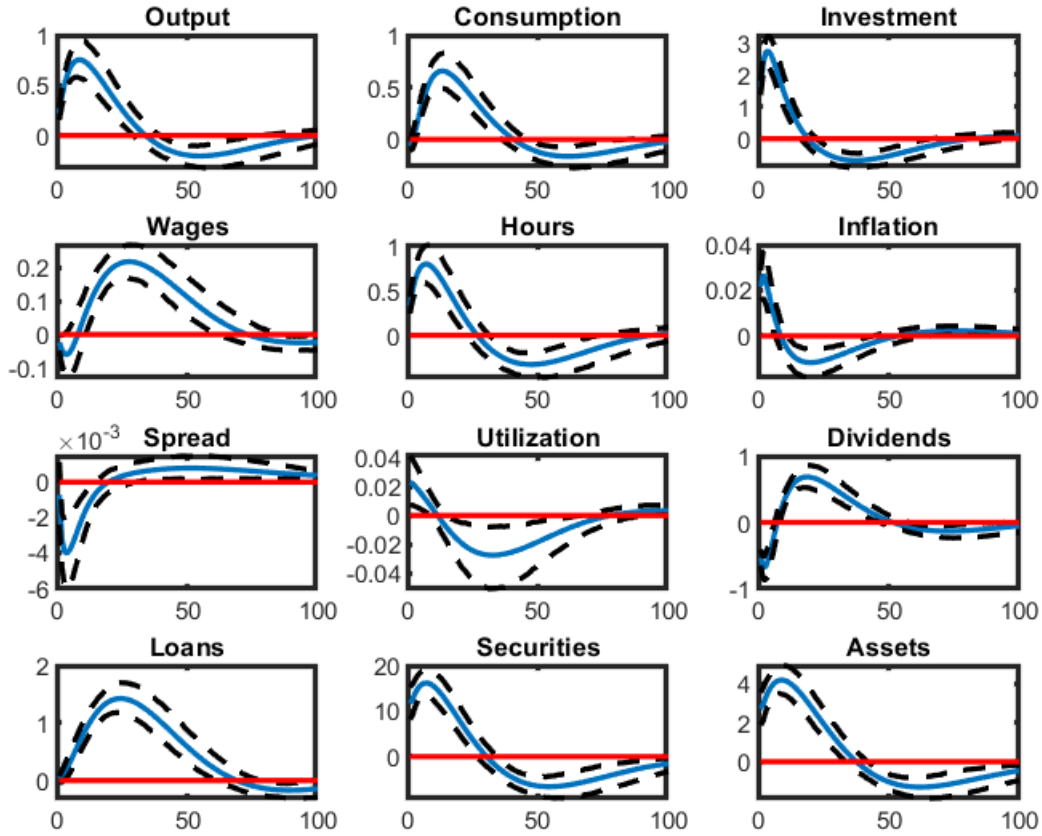 Output
1
0.5
0
0 50 100
Consumption
1
0.5
0
0 50 100
Investment
3
2
1
0
0 50 100
Wages
0.2
0.1
0
-0.1
0 50 100
Hours
1
0.5
0
0 50 100
Inflation
0.04
0.02
0
0 50 100
Spread
×10-3
0
-2
-4
-6
0 50 100
Utilization
0.04
0.02
0
-0.02
-0.04
0 50 100
Dividends
1
0
-1
0 50 100
Loans
2
1
0
0 50 100
Securities
20
10
0
0 50 100
Assets
4
2
0
0 50 100